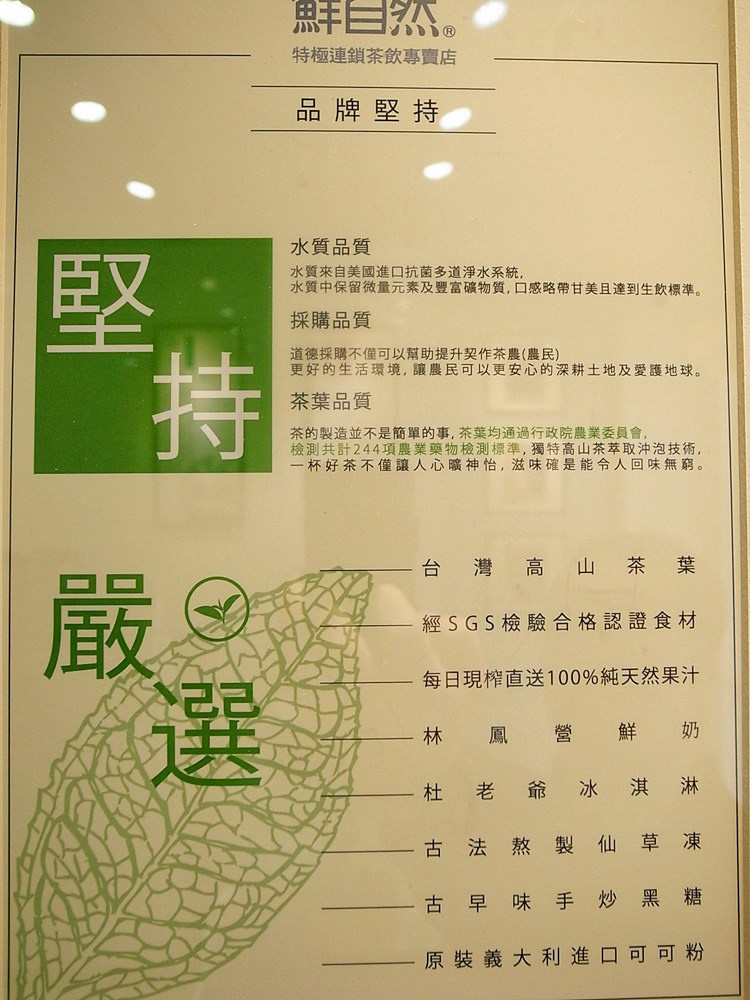 鮮自然®
特極連鎖茶飲專賣店
品牌堅持
堅持
水質品質
水質來自美國進口抗菌多道淨水系統,
水質中保留微量元素及豐富礦物質,口感略帶甘美且達到生飲標準。
採購品質
道德採購不僅可以幫助提升契作茶農(農民)
更好的生活環境,讓農民可以更安心的深耕土地及愛護地球。
茶葉品質
茶的製造並不是簡單的事,茶葉均通過行政院農業委員會,
檢測共計244項農業藥物檢測標準,獨特高山茶萃取沖泡技術,
一杯好茶不僅讓人心曠神怡,滋味確是能令人回味無窮。
嚴選
台灣高山茶葉
經SGS檢驗合格認證食材
每日現榨直送100%純天然果汁
林鳳營鮮奶
杜老爺冰淇淋
古法熬製仙草凍
古早味手炒黑糖
原裝義大利進口可可粉